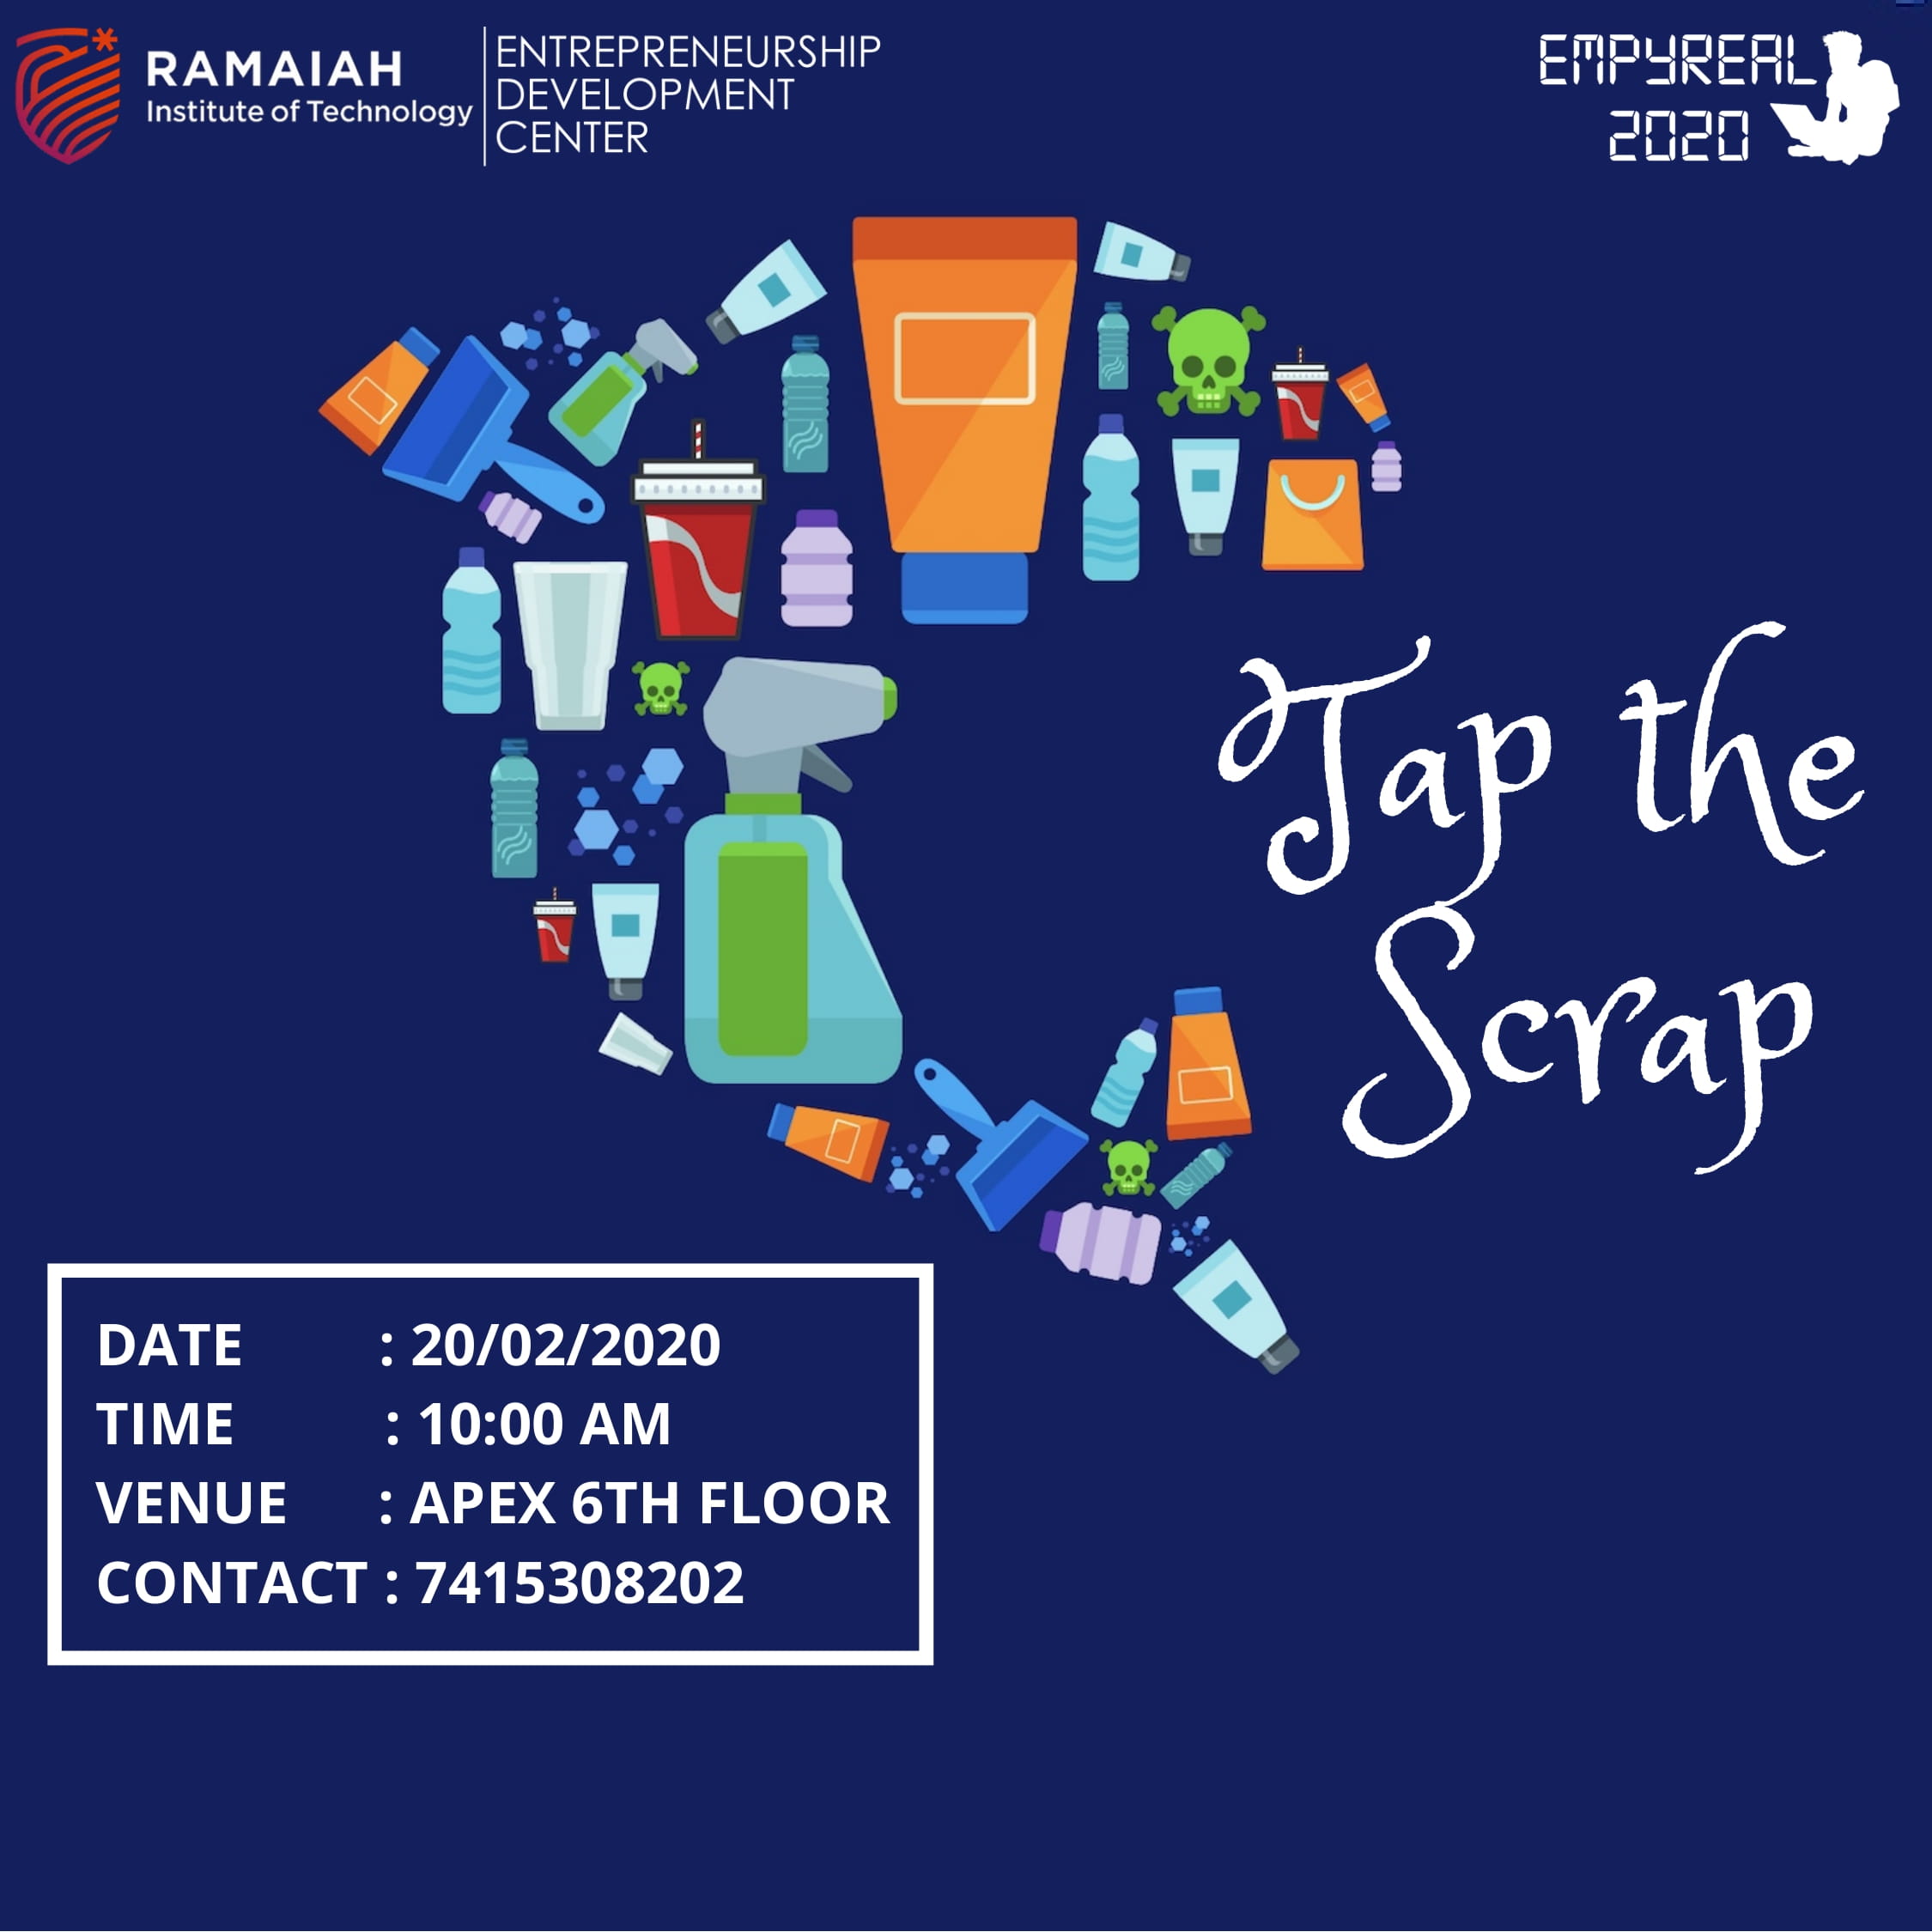 RAMAIAH
Institute of Technology
ENTREPRENEURSHIP
DEVELOPMENT
CENTER
EMPYREAL
2020
Tap the
Scrap
DATE : 20/02/2020
TIME : 10:00 AM
VENUE : APEX 6TH FLOOR
CONTACT : 7415308202